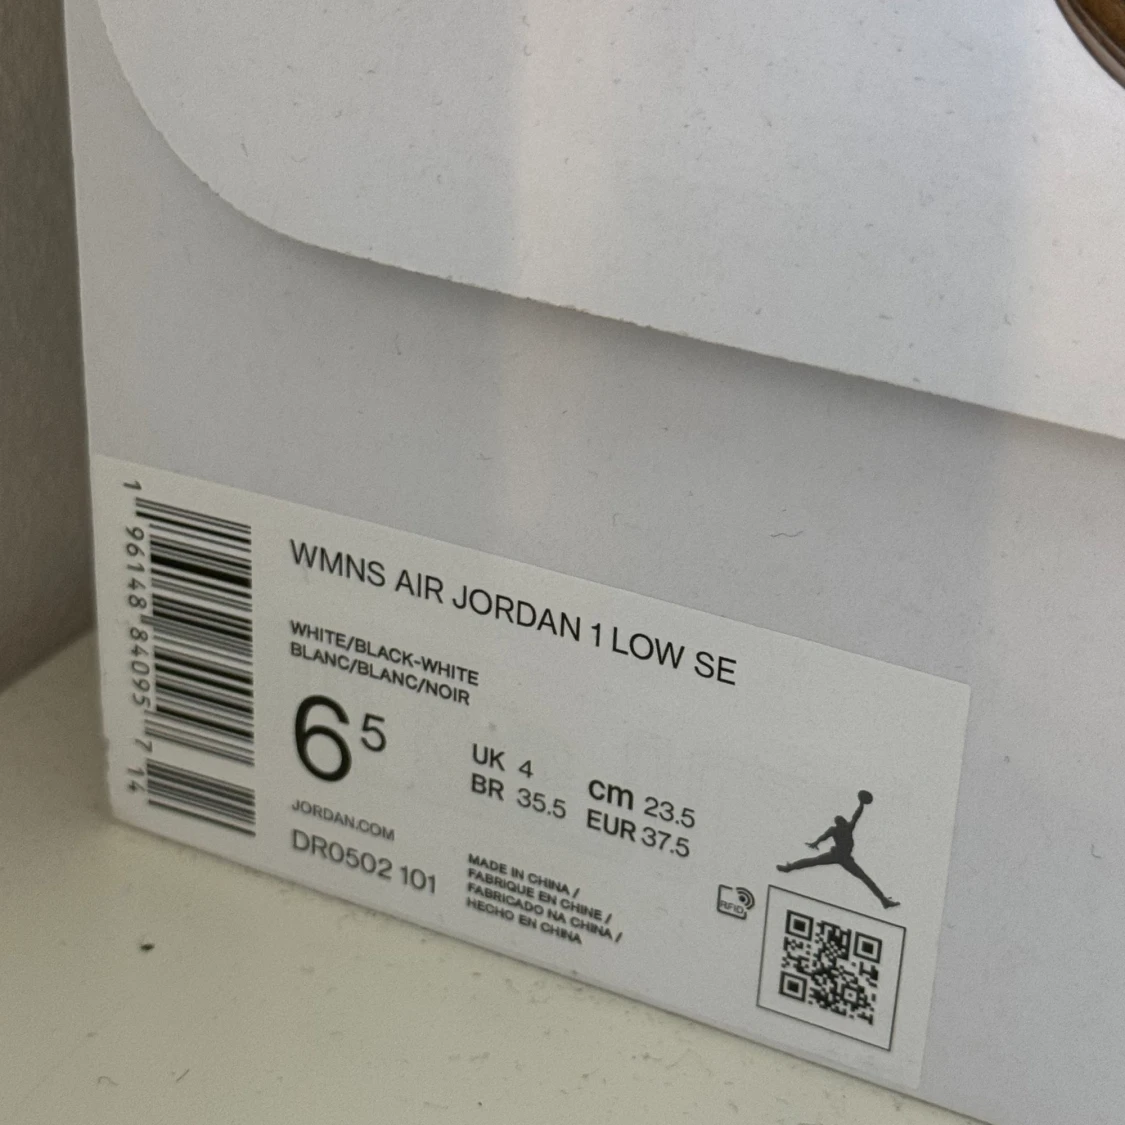 WMNS AIR JORDAN 1 LOW SE
WHITE/BLACK-WHITE
BLANC/BLANC/NOIR
6 5
UK 4
BR 35.5
cm 23.5
EUR 37.5
JORDAN.COM
DR0502 101
MADE IN CHINA /
FABRIQUE EN CHINE /
FABRICADO NA CHINA /
HECHO EN CHINA
RFID
1 96148 84095 7 14